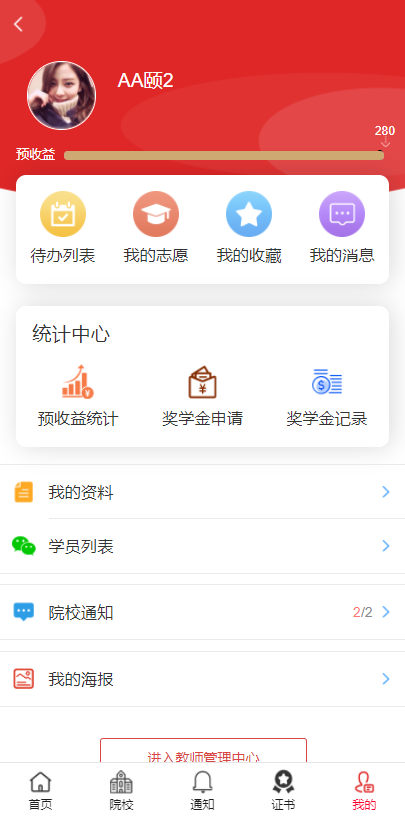 AA颐2
280
预收益
待办列表 我的志愿 我的收藏 我的消息
统计中心
预收益统计 奖学金申请 奖学金记录
我的资料
学员列表
院校通知 2/2
我的海报
进入教师管理中心
首页 院校 通知 证书 我的